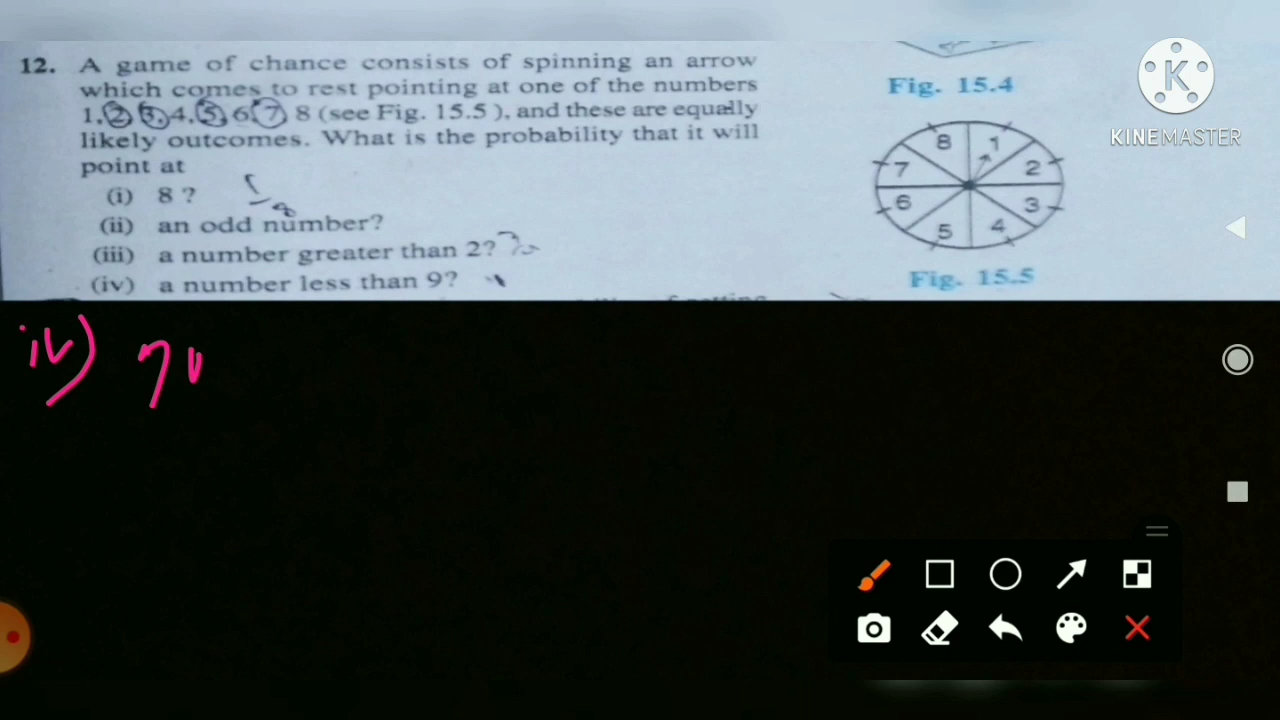 12. A game of chance consists of spinning an arrow
which comes to rest pointing at one of the numbers
1, 2, 3, 4, 5, 6, 7, 8 (see Fig. 15.5 ), and these are equally
likely outcomes. What is the probability that it will
point at
(i) 8 ?
(ii) an odd number?
(iii) a number greater than 2?
(iv) a number less than 9?
Fig. 15.4
8 1
7 2
6 3
5 4
Fig. 15.5
K
KINEMASTER
iv)